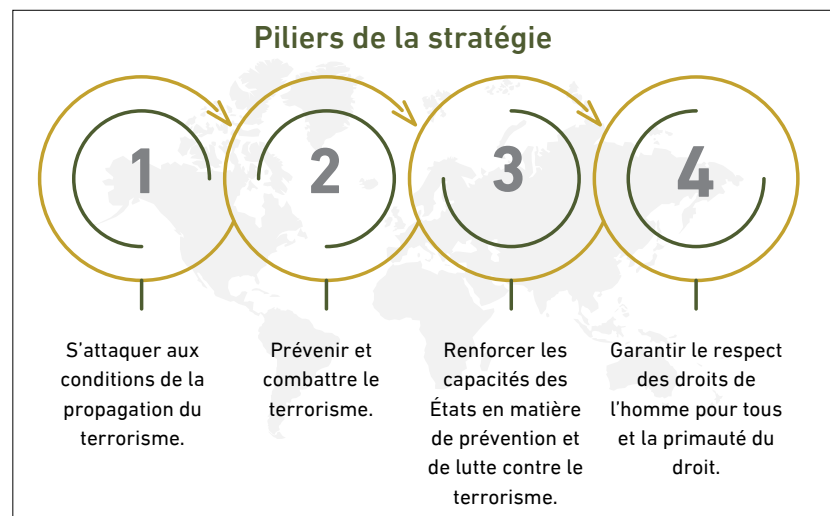 Piliers de la stratégie
1
2
3
4
S'attaquer aux
conditions de la
propagation du
terrorisme.
Prévenir et
combattre le
terrorisme.
Renforcer les
capacités des
États en matière
de prévention et
de lutte contre le
terrorisme.
Garantir le respect
des droits de
l'homme pour tous
et la primauté du
droit.